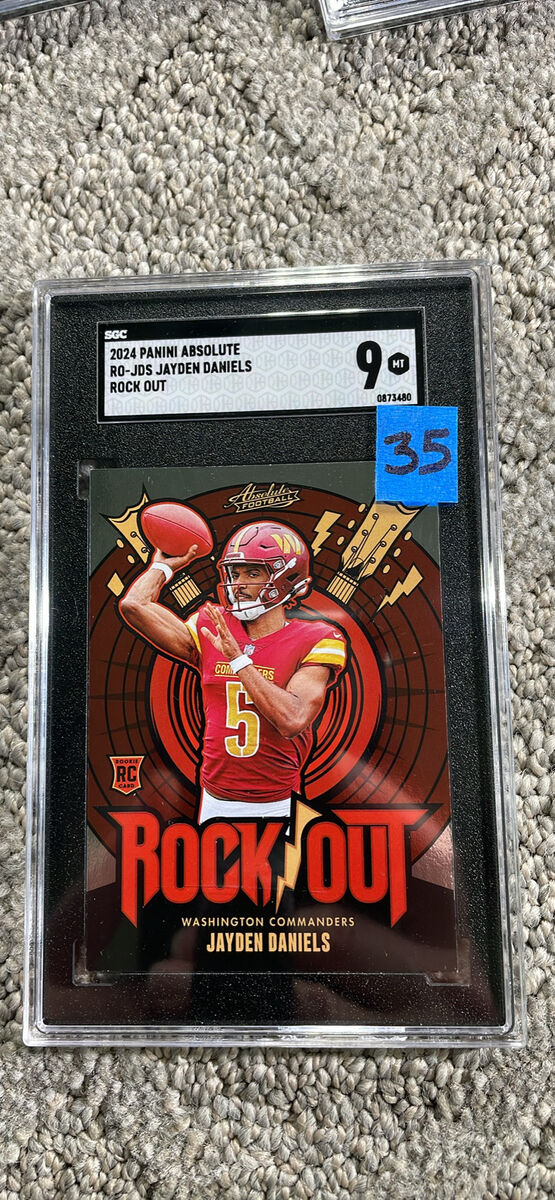 SGC
2024 PANINI ABSOLUTE
RO-JDS JAYDEN DANIELS
ROCK OUT
9 MT
0873480
35
Absolute
FOOTBALL
COMMANDERS
5
ROOKIE
RC
CARD
ROCK OUT
WASHINGTON COMMANDERS
JAYDEN DANIELS